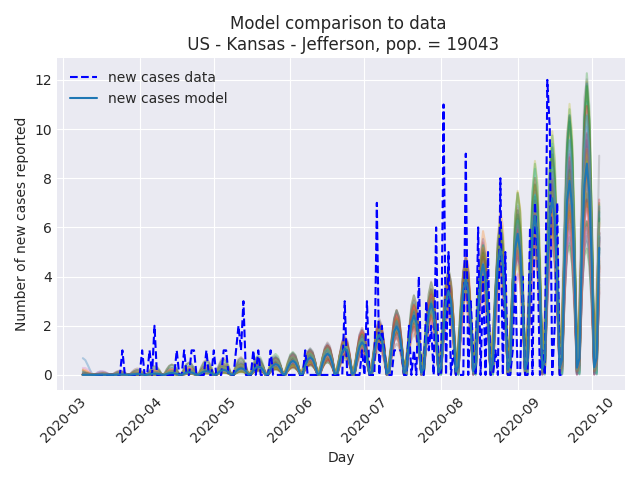 Model comparison to data
US - Kansas - Jefferson, pop. = 19043
new cases data
new cases model
Number of new cases reported
12
10
8
6
4
2
0
2020-03
2020-04
2020-05
2020-06
2020-07
2020-08
2020-09
2020-10
Day